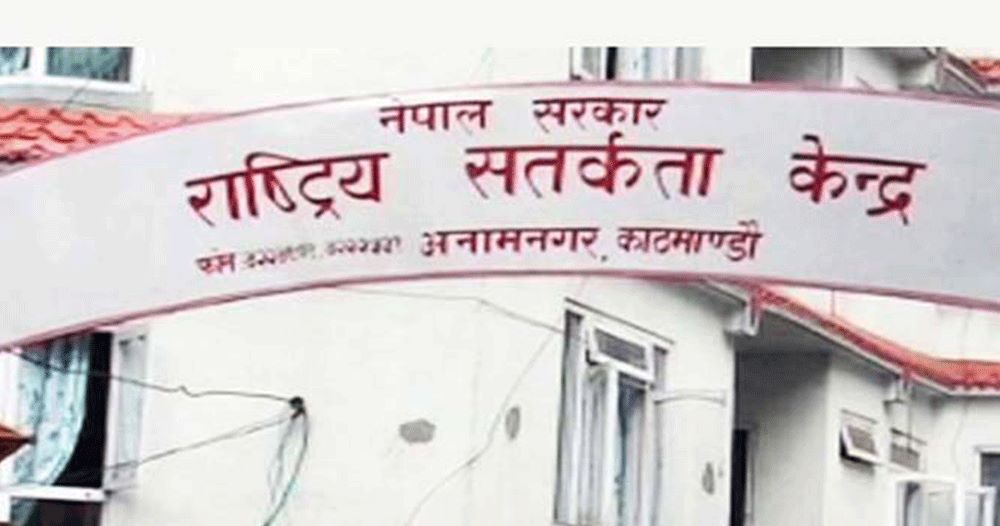 नेपाल सरकार
राष्ट्रिय सतर्कता केन्द्र
फोन अनामनगर, काठमाण्डौ